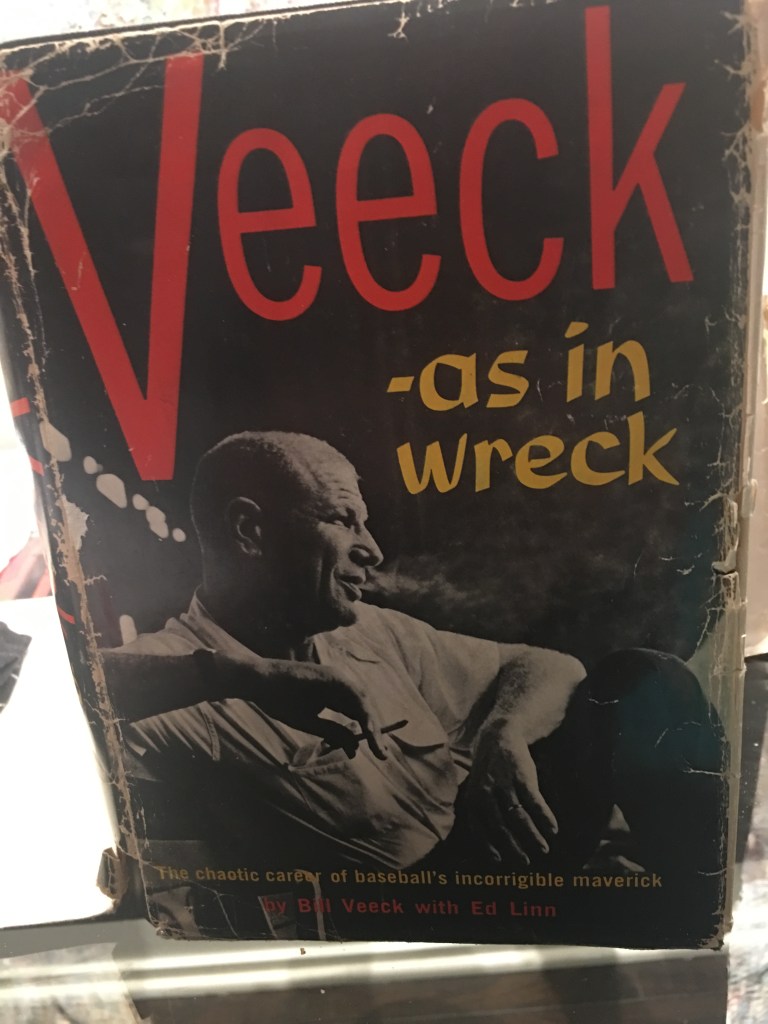 Veeck
-as in
wreck
The chaotic career of baseball's incorrigible maverick
by Bill Veeck with Ed Linn